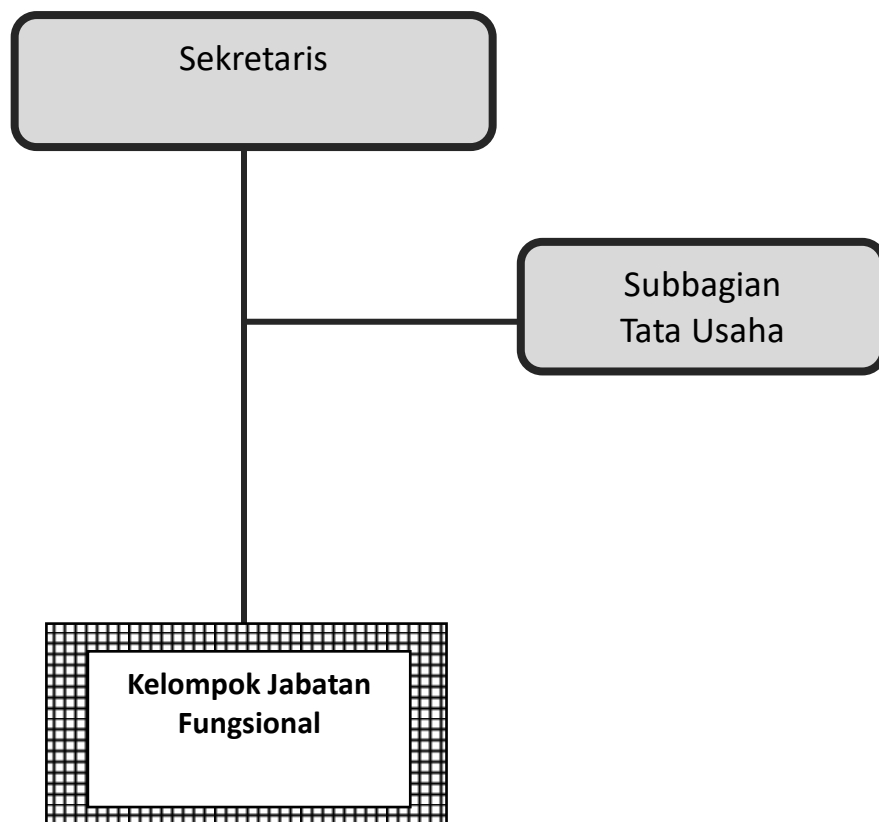 Sekretaris
Subbagian
Tata Usaha
Kelompok Jabatan
Fungsional